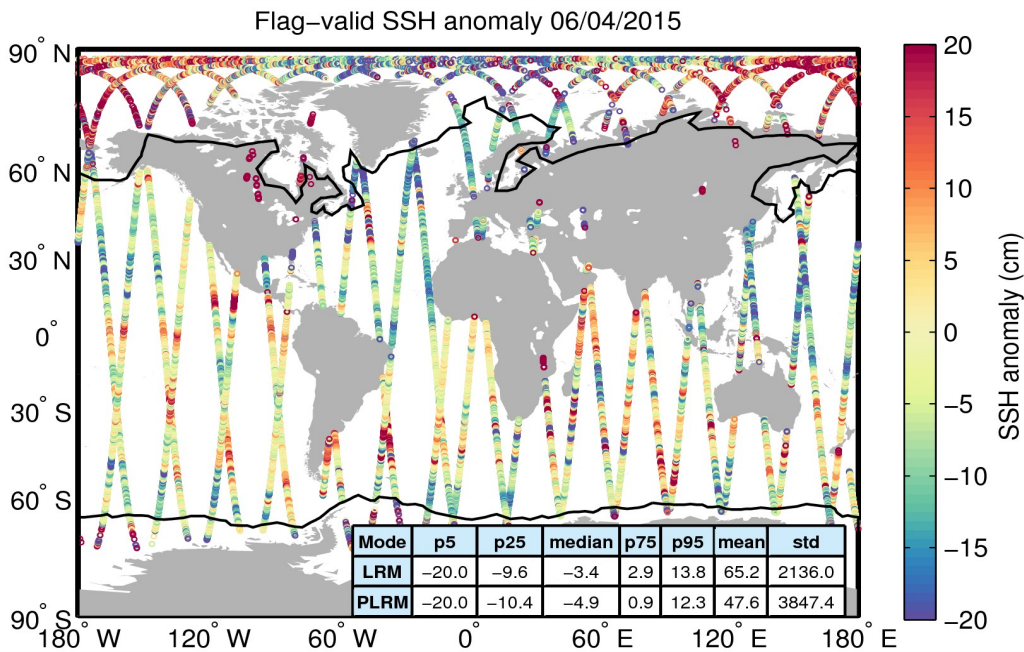 Flag−valid SSH anomaly 06/04/2015
90° N
60° N
30° N
0°
30° S
60° S
90° S
180° W
120° W
60° W
0°
60° E
120° E
180° E
20
15
10
5
0
−5
−10
−15
−20
SSH anomaly (cm)
Mode p5 p25 median p75 p95 mean std
LRM −20.0 −9.6 −3.4 2.9 13.8 65.2 2136.0
PLRM −20.0 −10.4 −4.9 0.9 12.3 47.6 3847.4